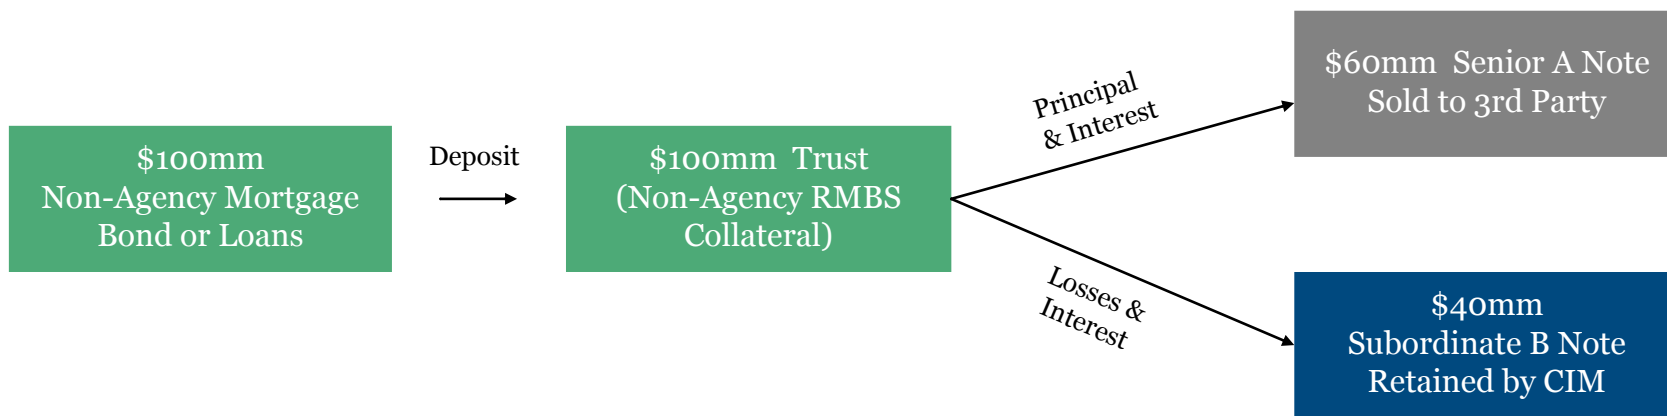 $100mm
Non-Agency Mortgage
Bond or Loans
Deposit
$100mm Trust
(Non-Agency RMBS
Collateral)
Principal
& Interest
$60mm Senior A Note
Sold to 3rd Party
Losses &
Interest
$40mm
Subordinate B Note
Retained by CIM